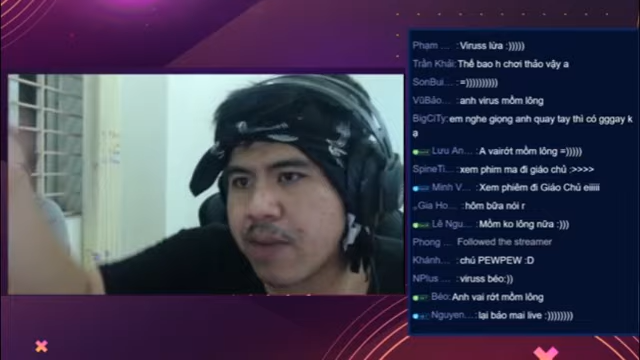 Phạm ... : Viruss lừa :)))))
Trần Khải: Thế bao h chơi thảo vậy a
SonBui... : =))))))))))
VũBảo... : anh virus mồm lông
BigCiTy: em nghe giọng anh quay tay thì có gggay k
ạ
Lưu An... : A vairớt mồm lông =)))))
SpineTi... : xem phim ma đi giáo chủ :>>>>
Minh V... : Xem phiêm đi Giáo Chủ eiiiii
Gia Ho... : hôm bữa nói r
Lê Ngu... : Mồm ko lông nữa :)))
Phong ... Followed the streamer
Khánh... : chú PEWPEW :D
NPlus ... : viruss béo:))
Béo: Anh vai rớt mồm lông
Nguyen... : lại bảo mai live :))))))))